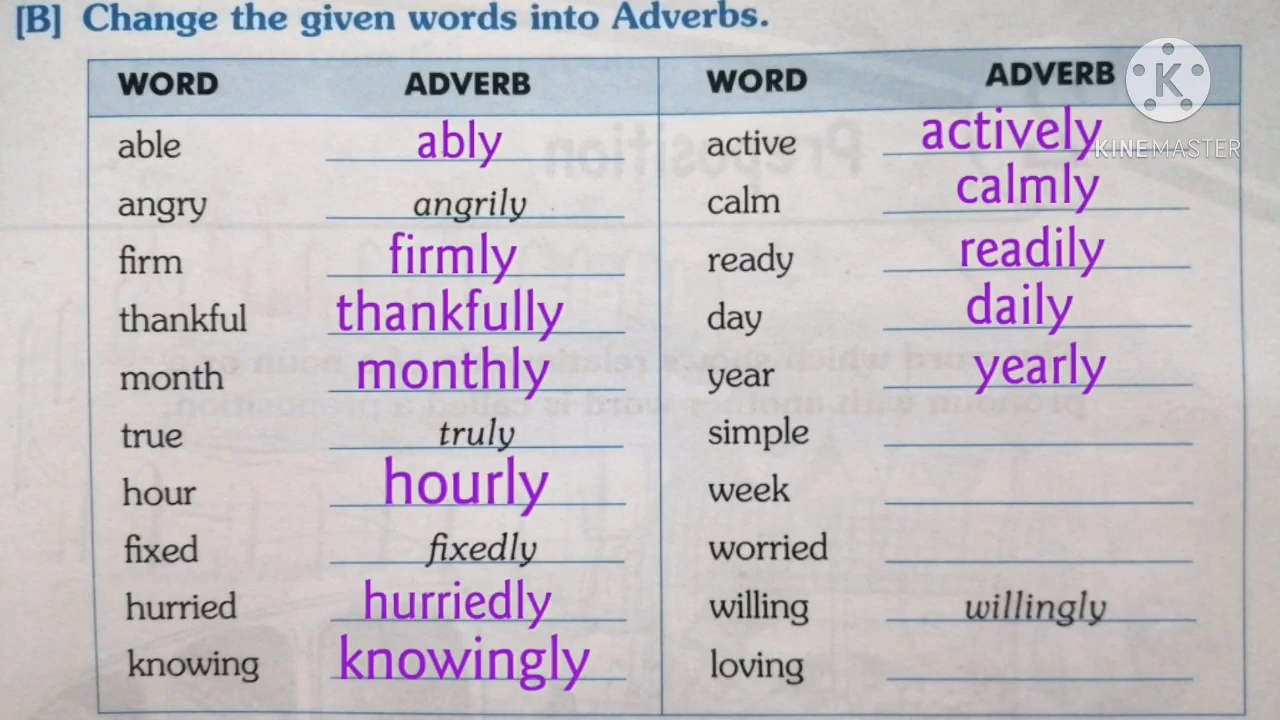 [B] Change the given words into Adverbs.
WORD ADVERB WORD ADVERB
able ably active actively
angry angrily calm calmly
firm firmly ready readily
thankful thankfully day daily
month monthly year yearly
true truly simple
hour hourly week
fixed fixedly worried
hurried hurriedly willing willingly
knowing knowingly loving
K
KINEMASTER
Preposition